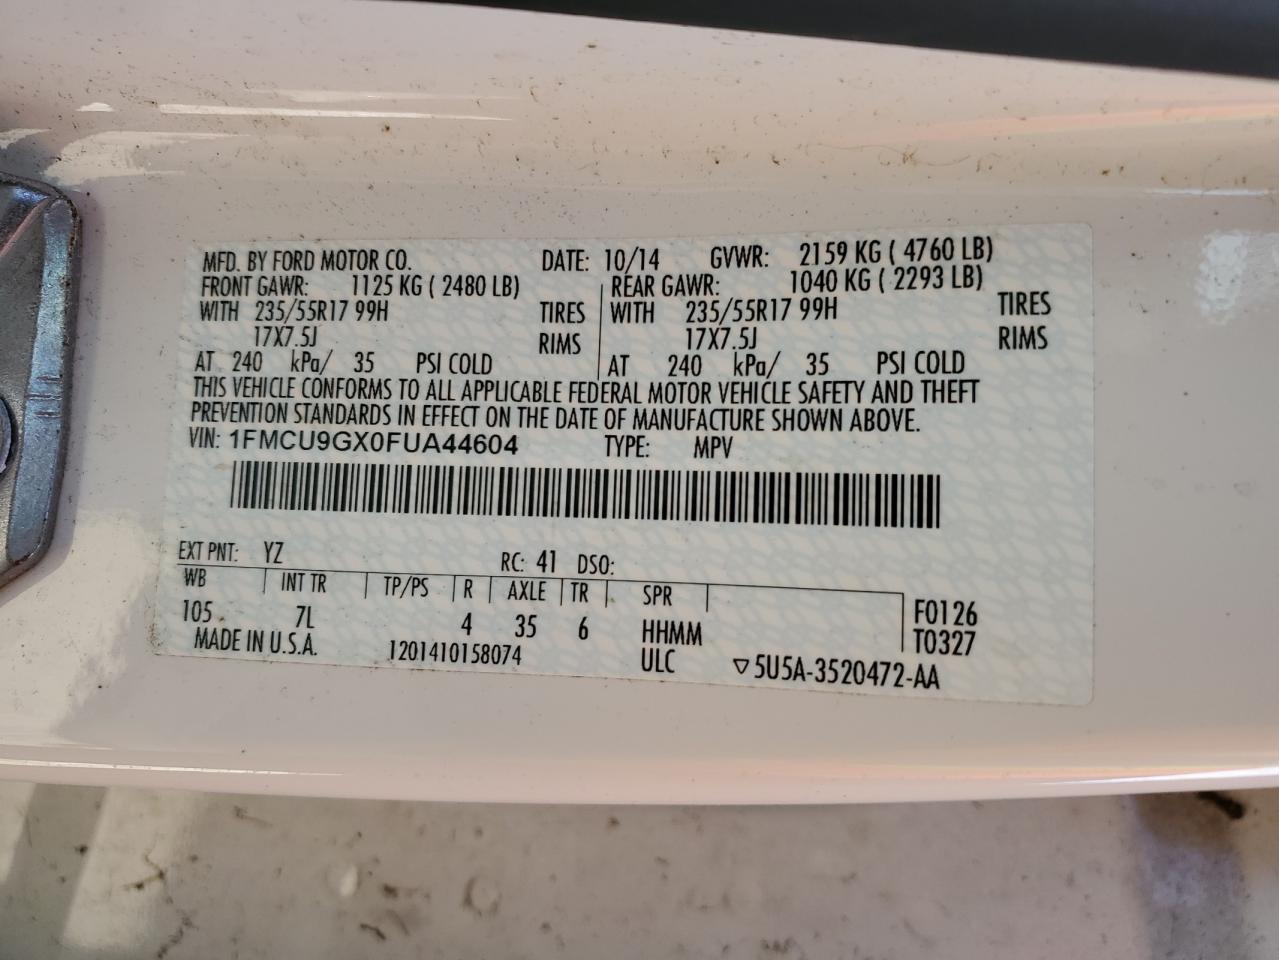 MFD. BY FORD MOTOR CO. DATE: 10/14 GVWR: 2159 KG ( 4760 LB)
FRONT GAWR: 1125 KG ( 2480 LB) REAR GAWR: 1040 KG ( 2293 LB)
WITH 235/55R17 99H TIRES WITH 235/55R17 99H TIRES
17X7.5J RIMS 17X7.5J RIMS
AT 240 kPa/ 35 PSI COLD AT 240 kPa/ 35 PSI COLD
THIS VEHICLE CONFORMS TO ALL APPLICABLE FEDERAL MOTOR VEHICLE SAFETY AND THEFT
PREVENTION STANDARDS IN EFFECT ON THE DATE OF MANUFACTURE SHOWN ABOVE.
VIN: 1FMCU9GX0FUA44604 TYPE: MPV
EXT PNT: YZ RC: 41 DSO:
WB INT TR TP/PS R AXLE TR SPR
105 7L 4 35 6 HHMM F0126
T0327
MADE IN U.S.A. 1201410158074 ULC ▽5U5A-3520472-AA